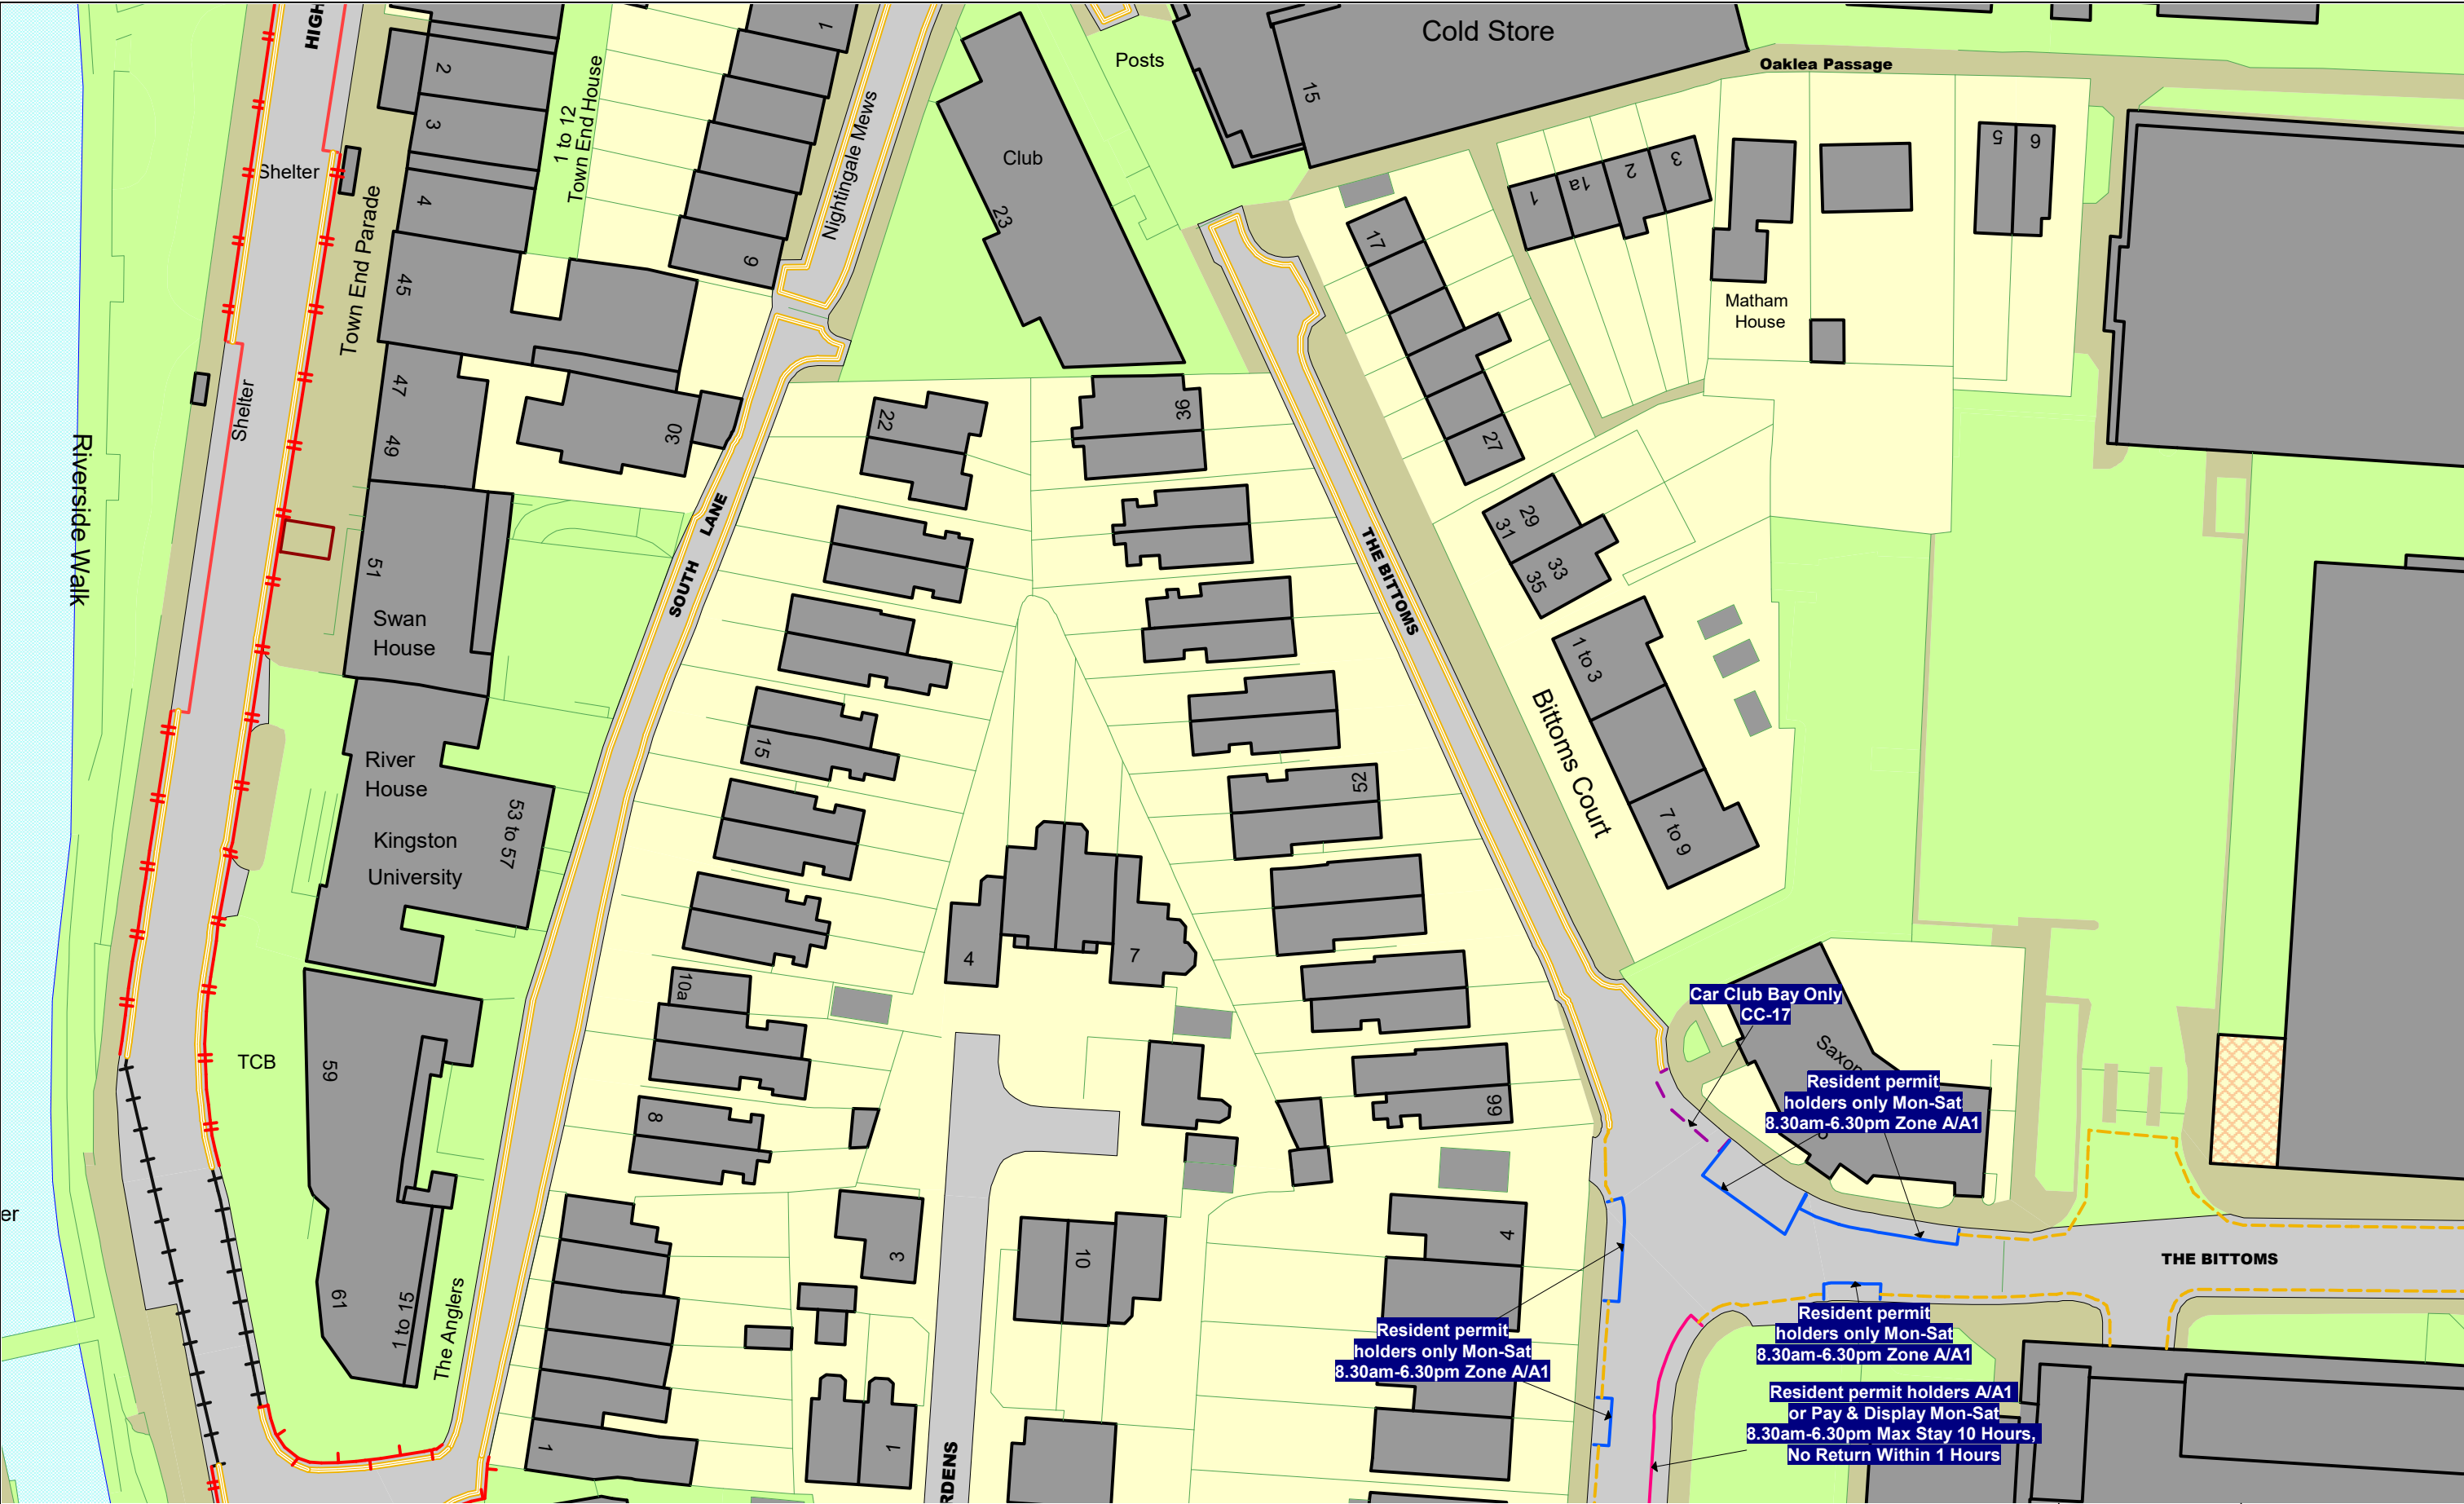 HIGH
1
2
3
4
1 to 12
Town End House
Nightingale Mews
9
Posts
Cold Store
15
Oaklea Passage
Club
23
Shelter
Town End Parade
45
47
49
30
Shelter
Riverside Walk
51
Swan
House
River
House
Kingston
University
53 to 57
SOUTH LANE
22
36
17
27
1
1a
2
3
Matham
House
5
6
THE BITTOMS
29
31
33
35
1 to 3
7 to 9
Bittoms Court
15
52
4
7
10a
8
66
TCB
59
61
1 to 15
The Anglers
er
3
10
4
1
1
RDENS
Car Club Bay Only
CC-17
Saxon
Resident permit
holders only Mon-Sat
8.30am-6.30pm Zone A/A1
THE BITTOMS
Resident permit
holders only Mon-Sat
8.30am-6.30pm Zone A/A1
Resident permit
holders only Mon-Sat
8.30am-6.30pm Zone A/A1
Resident permit holders A/A1
or Pay & Display Mon-Sat
8.30am-6.30pm Max Stay 10 Hours,
No Return Within 1 Hours